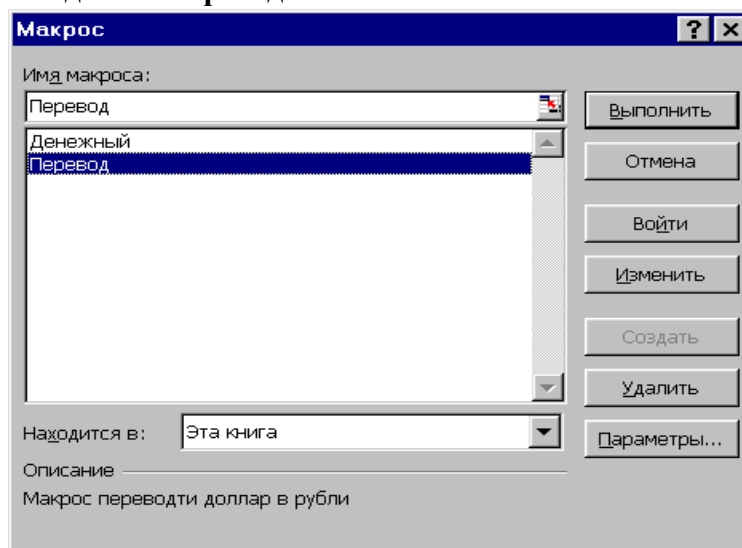 Макрос
Имя макроса:
Перевод
Денежный
Перевод
Выполнить
Отмена
Войти
Изменить
Создать
Удалить
Параметры...
Находится в: Эта книга
Описание
Макрос переводти доллар в рубли